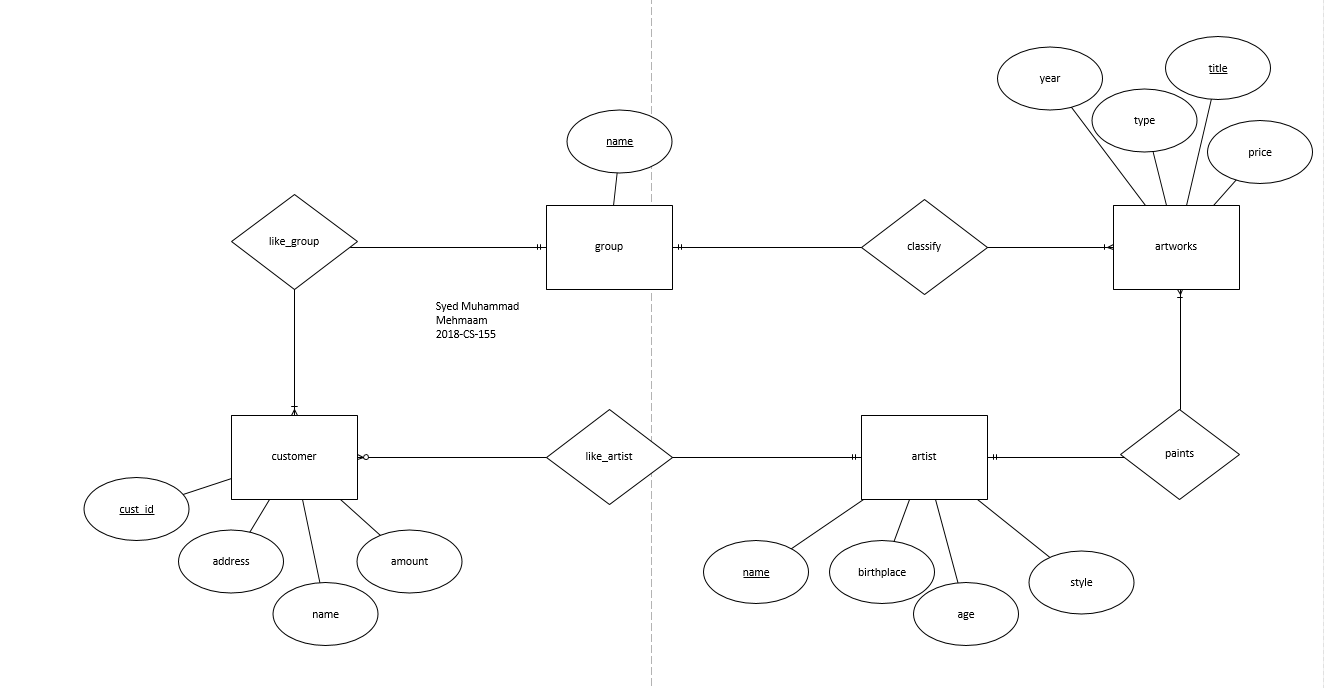 title
year
type
price
name
like_group
group
classify
artworks
Syed Muhammad
Mehmaam
2018-CS-155
customer
like_artist
artist
paints
cust_id
address
amount
name
name
birthplace
age
style